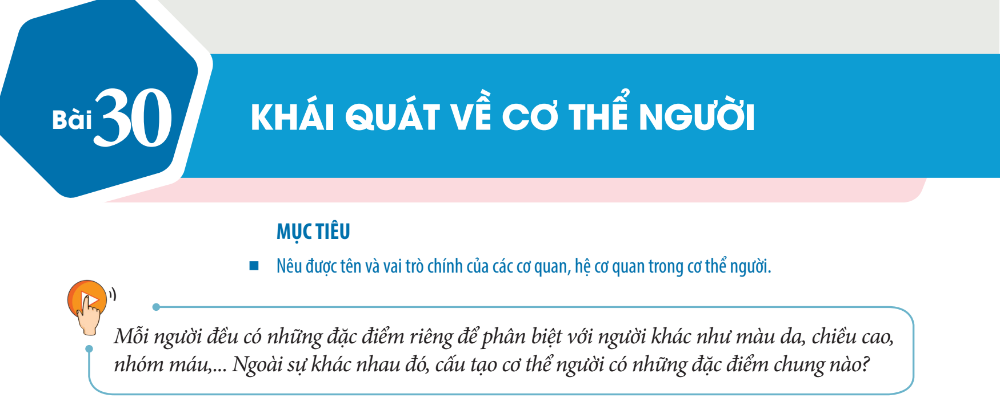 Bài 30
KHÁI QUÁT VỀ CƠ THỂ NGƯỜI
MỤC TIÊU
Nêu được tên và vai trò chính của các cơ quan, hệ cơ quan trong cơ thể người.
Mỗi người đều có những đặc điểm riêng để phân biệt với người khác như màu da, chiều cao,
nhóm máu,... Ngoài sự khác nhau đó, cấu tạo cơ thể người có những đặc điểm chung nào?